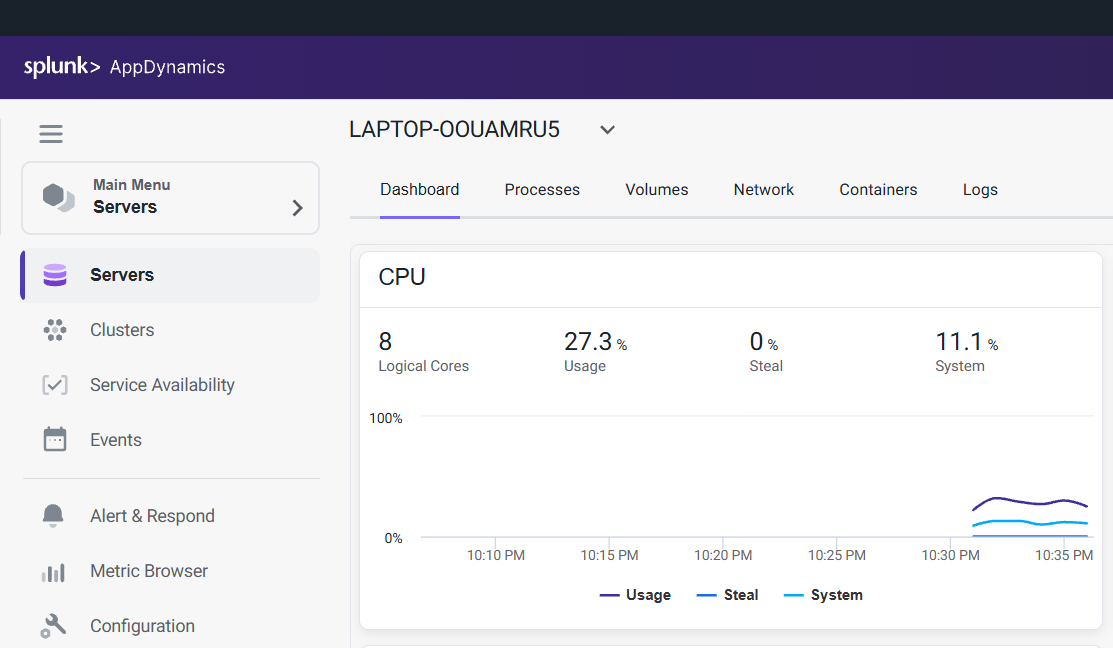 splunk> AppDynamics
LAPTOP-OOUAMRU5
Main Menu
Servers
Dashboard Processes Volumes Network Containers Logs
Servers
Clusters
Service Availability
Events
Alert & Respond
Metric Browser
Configuration
CPU
8 27.3 % 0 % 11.1 %
Logical Cores Usage Steal System
100%
0%
10:10 PM 10:15 PM 10:20 PM 10:25 PM 10:30 PM 10:35 PM
Usage Steal System